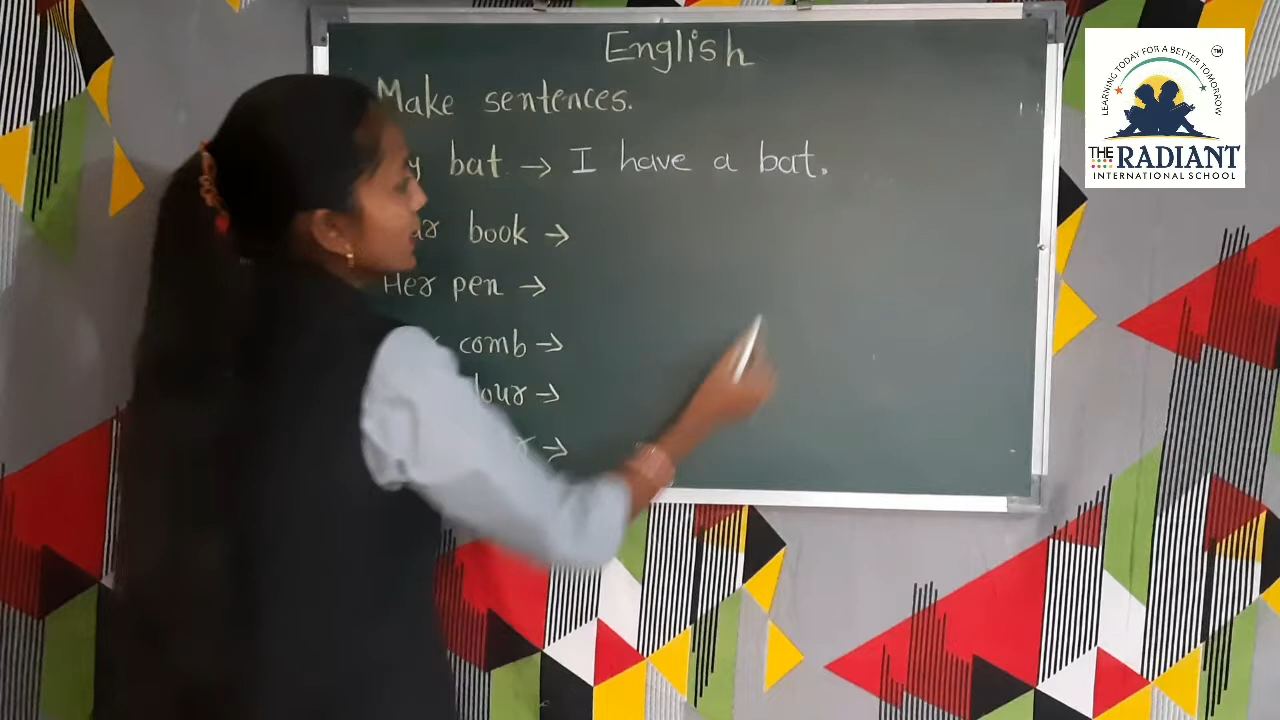 English
Make sentences.
bat → I have a bat.
book →
Her pen →
comb →
→
→
LEARNING TODAY FOR A BETTER TOMORROW
TM
THE RADIANT
INTERNATIONAL SCHOOL